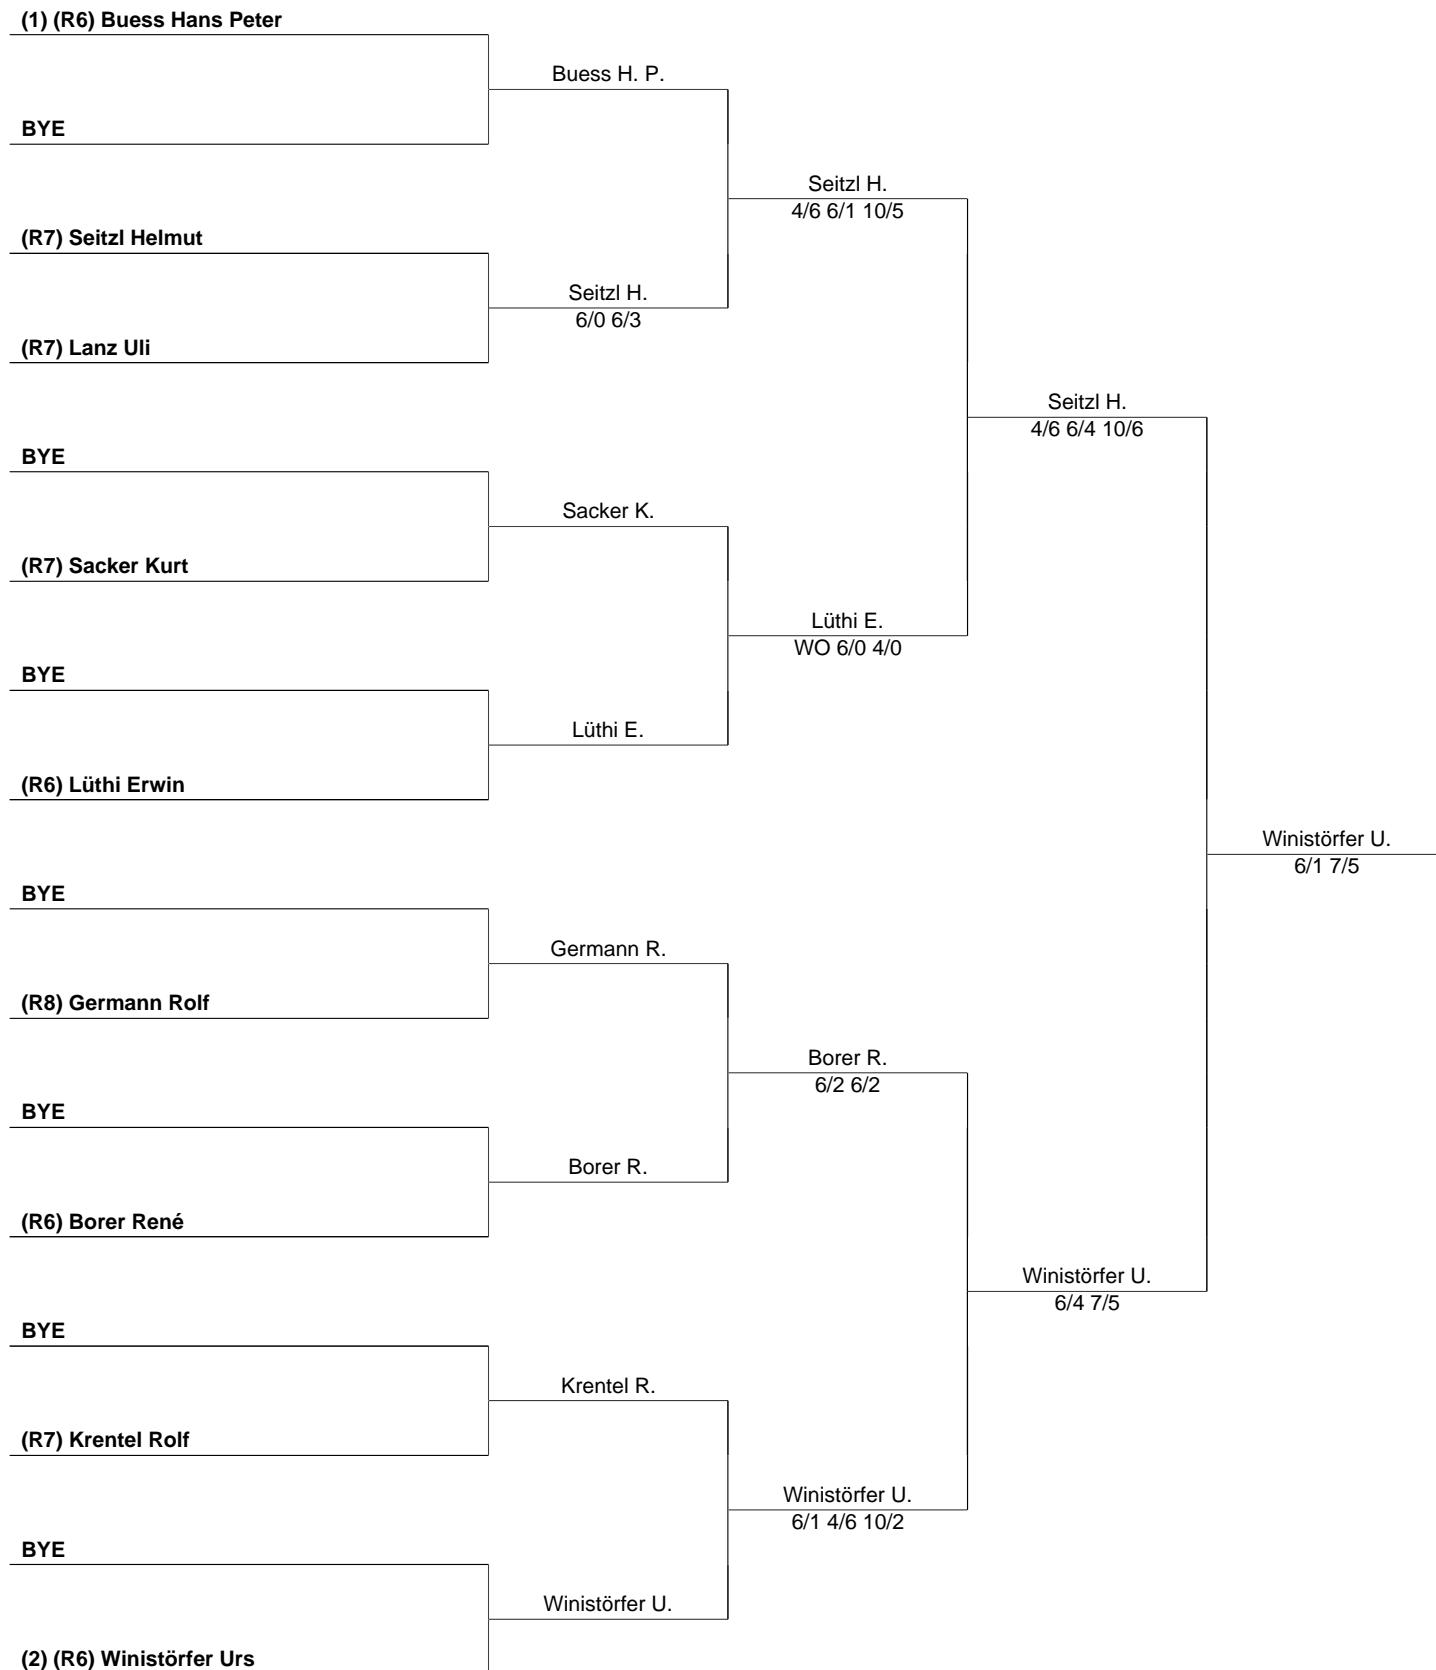 (1) (R6) Buess Hans Peter
Buess H. P.
BYE
Seitzl H.
4/6 6/1 10/5
(R7) Seitzl Helmut
Seitzl H.
6/0 6/3
(R7) Lanz Uli
Seitzl H.
4/6 6/4 10/6
BYE
Sacker K.
(R7) Sacker Kurt
Lüthi E.
WO 6/0 4/0
BYE
Lüthi E.
(R6) Lüthi Erwin
Winistörfer U.
6/1 7/5
BYE
Germann R.
(R8) Germann Rolf
Borer R.
6/2 6/2
BYE
Borer R.
(R6) Borer René
Winistörfer U.
6/4 7/5
BYE
Krentel R.
(R7) Krentel Rolf
Winistörfer U.
6/1 4/6 10/2
BYE
Winistörfer U.
(2) (R6) Winistörfer Urs